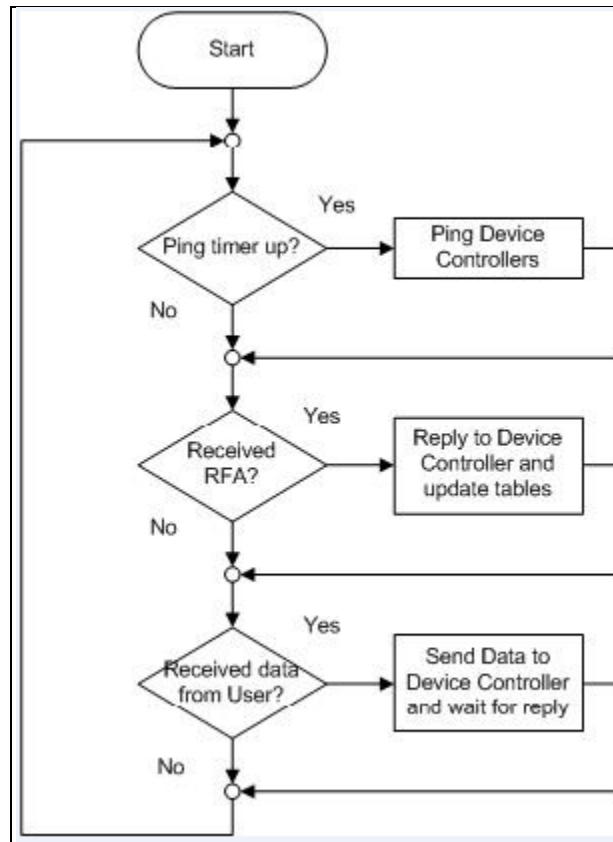 Start
Yes
Ping timer up?
Ping Device
Controllers
No
Yes
Received
RFA?
Reply to Device
Controller and
update tables
No
Yes
Received data
from User?
Send Data to
Device Controller
and wait for reply
No